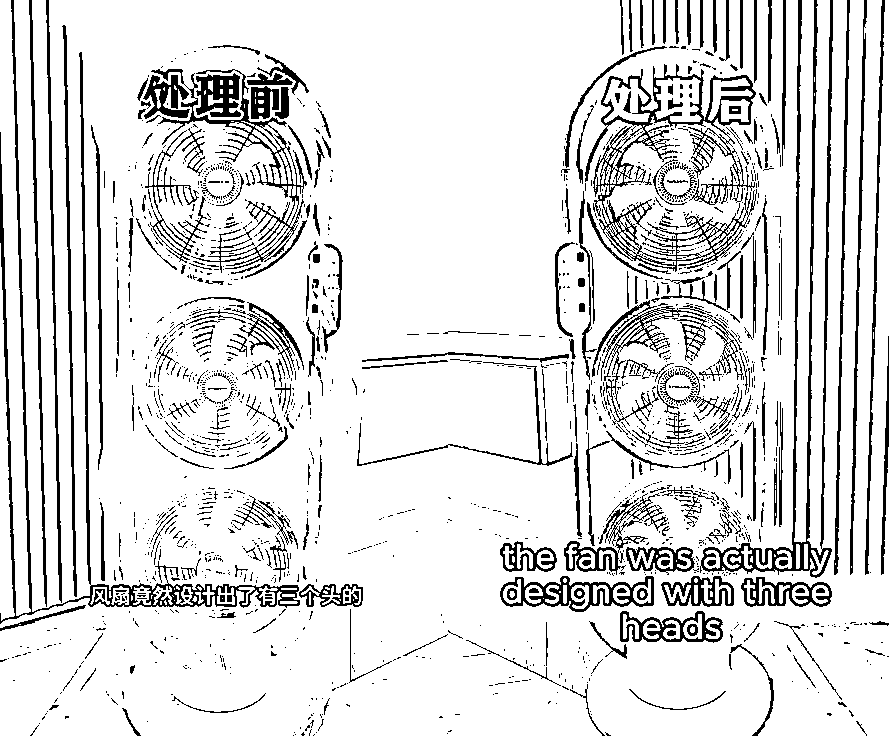 处理前
处理后
风扇竟然设计出了有三个头的
the fan was actually
designed with three
heads